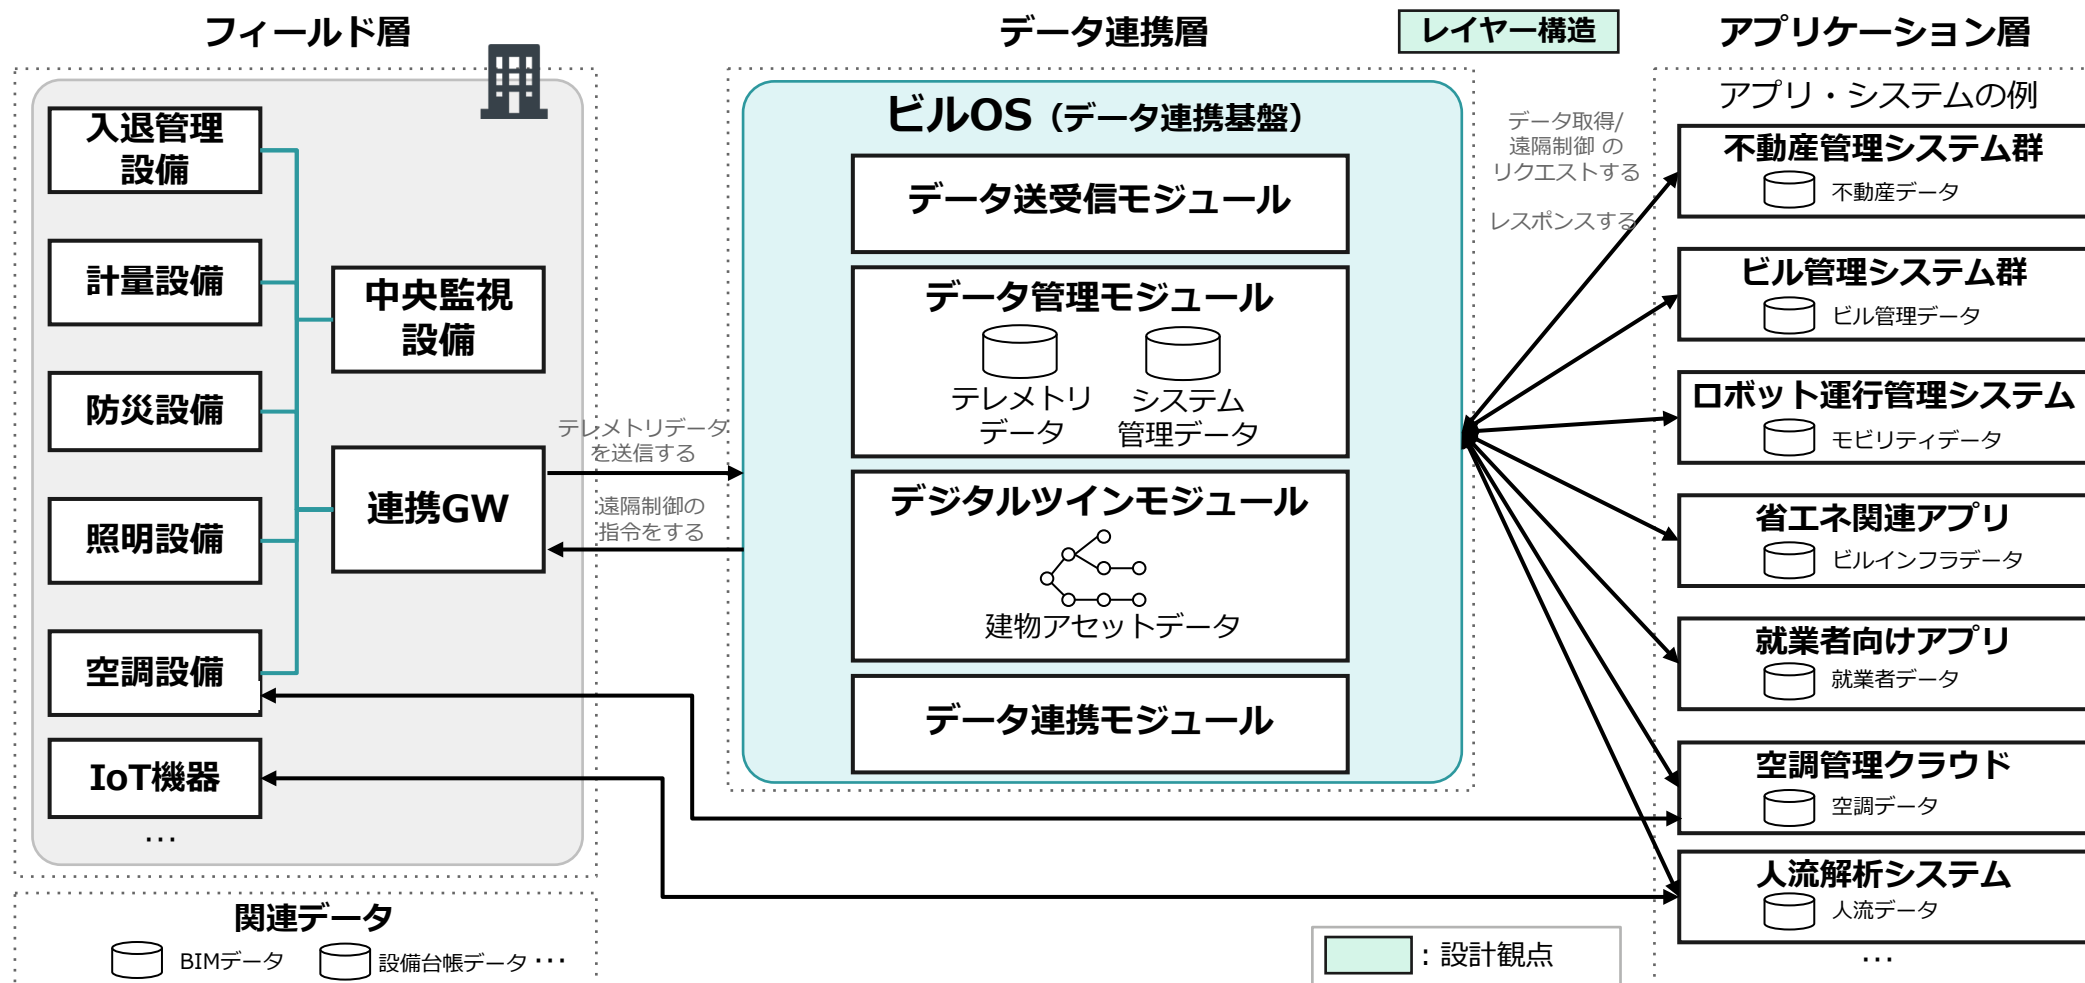 フィールド層
データ連携層
レイヤー構造
アプリケーション層
入退管理
設備
計量設備
防災設備
照明設備
空調設備
IoT機器
…
中央監視
設備
連携GW
テレメトリデータ
を送信する
遠隔制御の
指令をする
関連データ
BIMデータ
設備台帳データ
…
ビルOS（データ連携基盤）
データ送受信モジュール
データ管理モジュール
テレメトリ
データ
システム
管理データ
デジタルツインモジュール
建物アセットデータ
データ連携モジュール
データ取得/
遠隔制御 の
リクエストする
レスポンスする
アプリ・システムの例
不動産管理システム群
不動産データ
ビル管理システム群
ビル管理データ
ロボット運行管理システム
モビリティデータ
省エネ関連アプリ
ビルインフラデータ
就業者向けアプリ
就業者データ
空調管理クラウド
空調データ
人流解析システム
人流データ
…
：設計観点